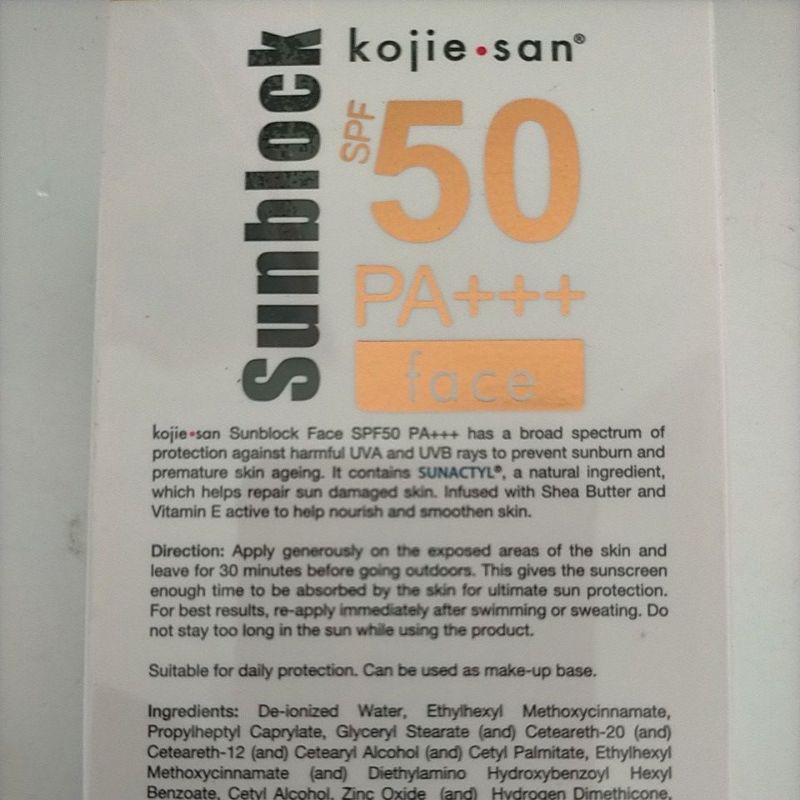 Sunblock
kojie•san®
SPF
50
PA+++
face
kojie•san Sunblock Face SPF50 PA+++ has a broad spectrum of
protection against harmful UVA and UVB rays to prevent sunburn and
premature skin ageing. It contains SUNACTYL®, a natural ingredient,
which helps repair sun damaged skin. Infused with Shea Butter and
Vitamin E active to help nourish and smoothen skin.
Direction: Apply generously on the exposed areas of the skin and
leave for 30 minutes before going outdoors. This gives the sunscreen
enough time to be absorbed by the skin for ultimate sun protection.
For best results, re-apply immediately after swimming or sweating. Do
not stay too long in the sun while using the product.
Suitable for daily protection. Can be used as make-up base.
Ingredients: De-ionized Water, Ethylhexyl Methoxycinnamate,
Propylheptyl Caprylate, Glyceryl Stearate (and) Ceteareth-20 (and)
Ceteareth-12 (and) Cetearyl Alcohol (and) Cetyl Palmitate, Ethylhexyl
Methoxycinnamate (and) Diethylamino Hydroxybenzoyl Hexyl
Benzoate, Cetyl Alcohol, Zinc Oxide (and) Hydrogen Dimethicone,